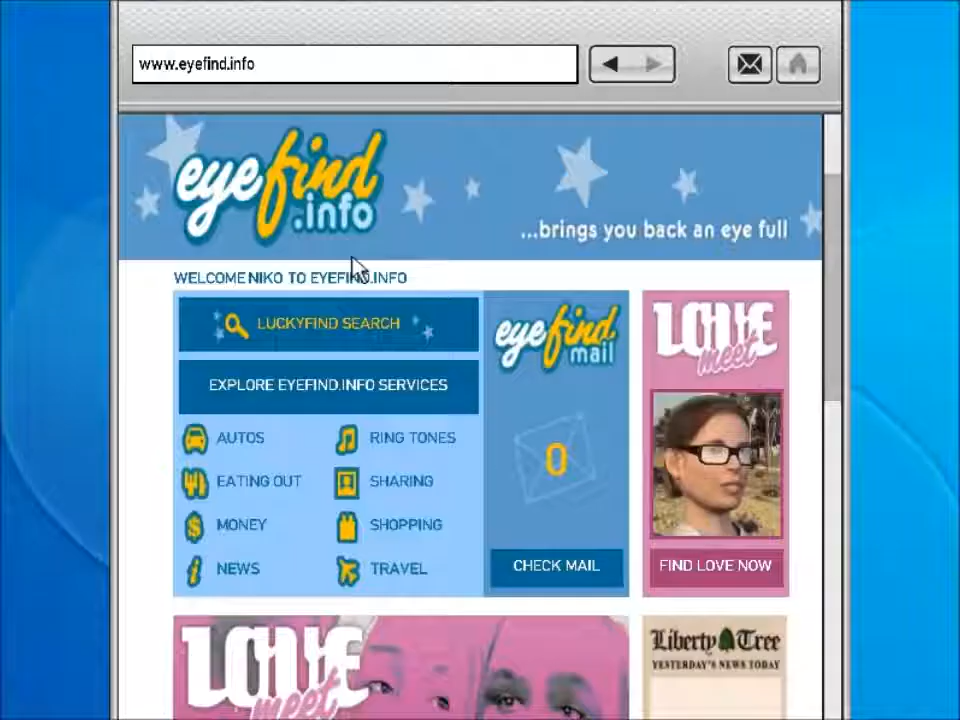 www.eyefind.info
eyefind
.info
...brings you back an eye full
WELCOME NIKO TO EYEFIND.INFO
LUCKYFIND SEARCH
EXPLORE EYEFIND.INFO SERVICES
AUTOS
RING TONES
EATING OUT
SHARING
MONEY
SHOPPING
NEWS
TRAVEL
eyefind
mail
0
CHECK MAIL
LOVE
meet
FIND LOVE NOW
LOVE
meet
Liberty Tree
YESTERDAY'S NEWS TODAY